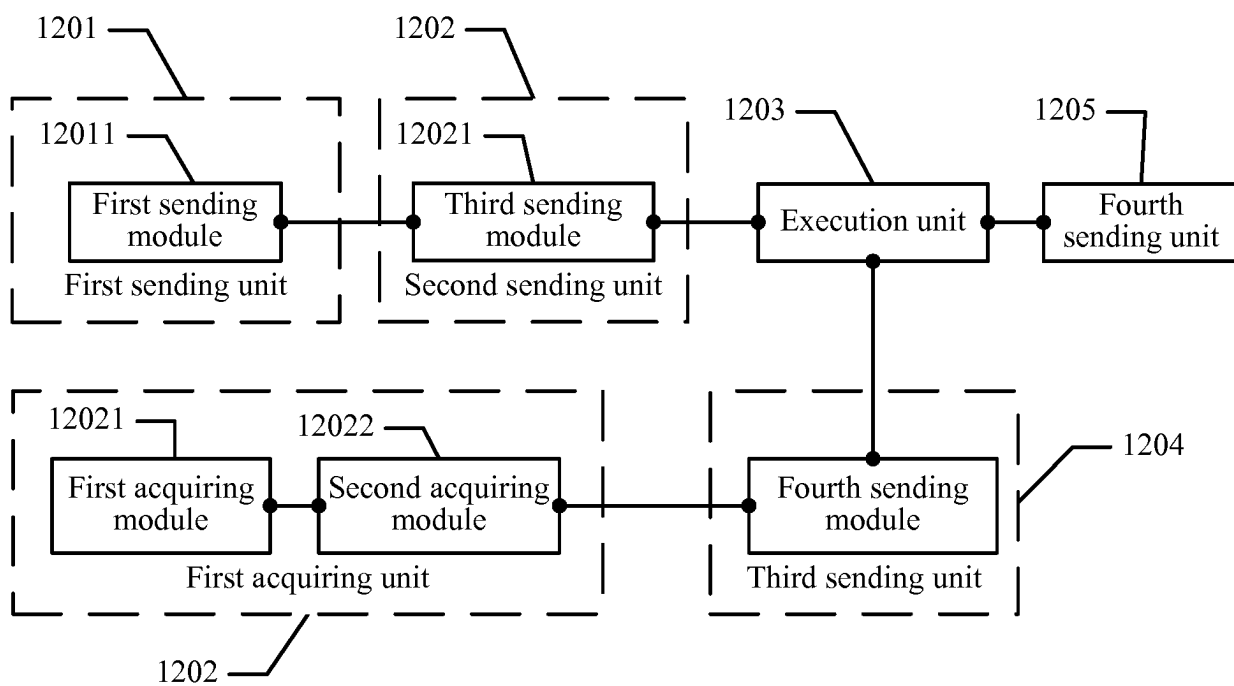 1201
1202
12011
12021
1203
1205
First sending
module
Third sending
module
Execution unit
Fourth
sending unit
First sending unit
Second sending unit
12021
12022
1204
First acquiring
module
Second acquiring
module
Fourth sending
module
First acquiring unit
Third sending unit
1202